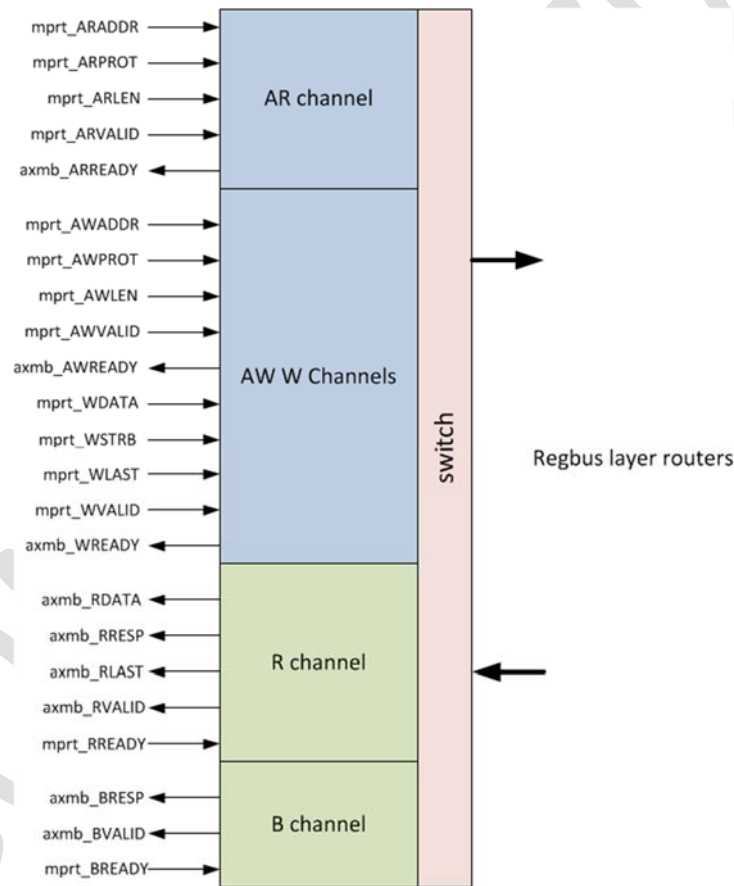 mprt_ARADDR
mprt_ARPROT
mprt_ARLEN
mprt_ARVALID
axmb_ARREADY
AR channel
mprt_AWADDR
mprt_AWPROT
mprt_AWLEN
mprt_AWVALID
axmb_AWREADY
mprt_WDATA
mprt_WSTRB
mprt_WLAST
mprt_WVALID
axmb_WREADY
AW W Channels
axmb_RDATA
axmb_RRESP
axmb_RLAST
axmb_RVALID
mprt_RREADY
R channel
axmb_BRESP
axmb_BVALID
mprt_BREADY
B channel
switch
Regbus layer routers